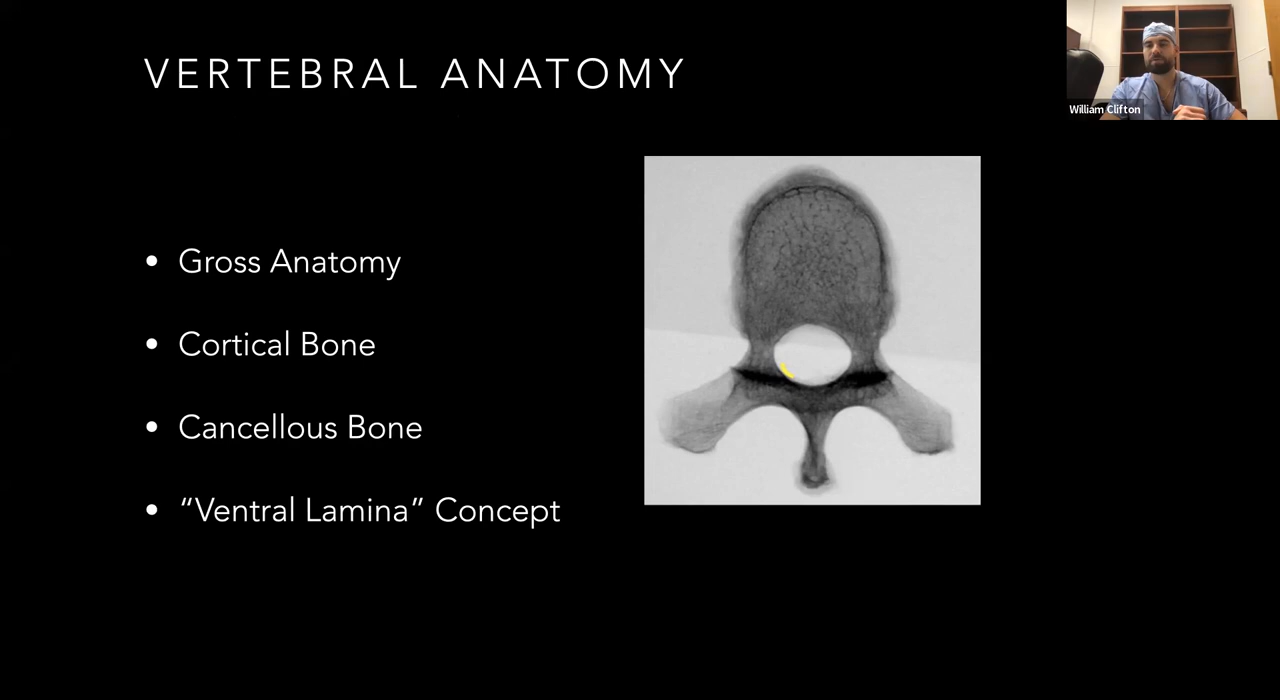 VERTEBRAL ANATOMY
William Clifton
• Gross Anatomy
• Cortical Bone
• Cancellous Bone
• “Ventral Lamina” Concept